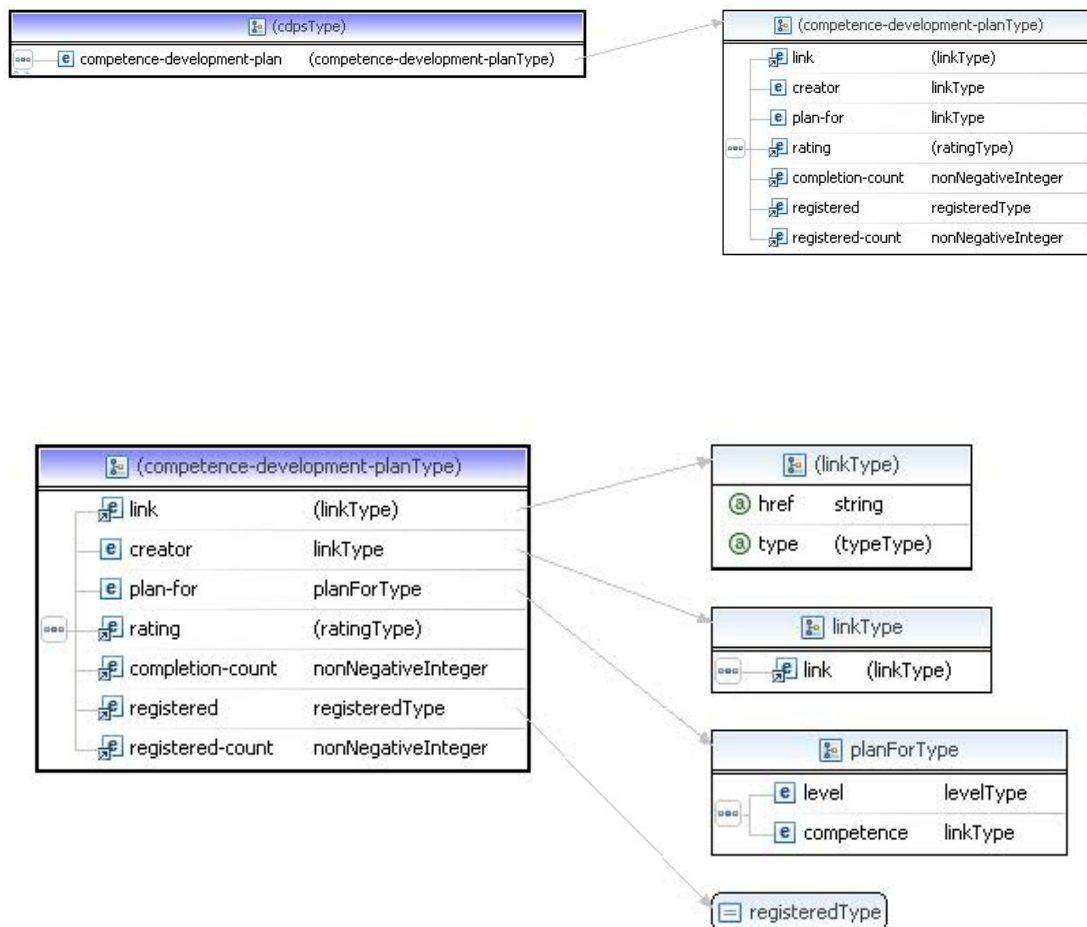 (cdpsType)
e competence-development-plan (competence-development-planType)
(competence-development-planType)
e link (linkType)
e creator linkType
e plan-for linkType
e rating (ratingType)
e completion-count nonNegativeInteger
e registered registeredType
e registered-count nonNegativeInteger
(competence-development-planType)
e link (linkType)
e creator linkType
e plan-for planForType
e rating (ratingType)
e completion-count nonNegativeInteger
e registered registeredType
e registered-count nonNegativeInteger
(linkType)
a href string
a type (typeType)
linkType
e link (linkType)
planForType
e level levelType
e competence linkType
registeredType